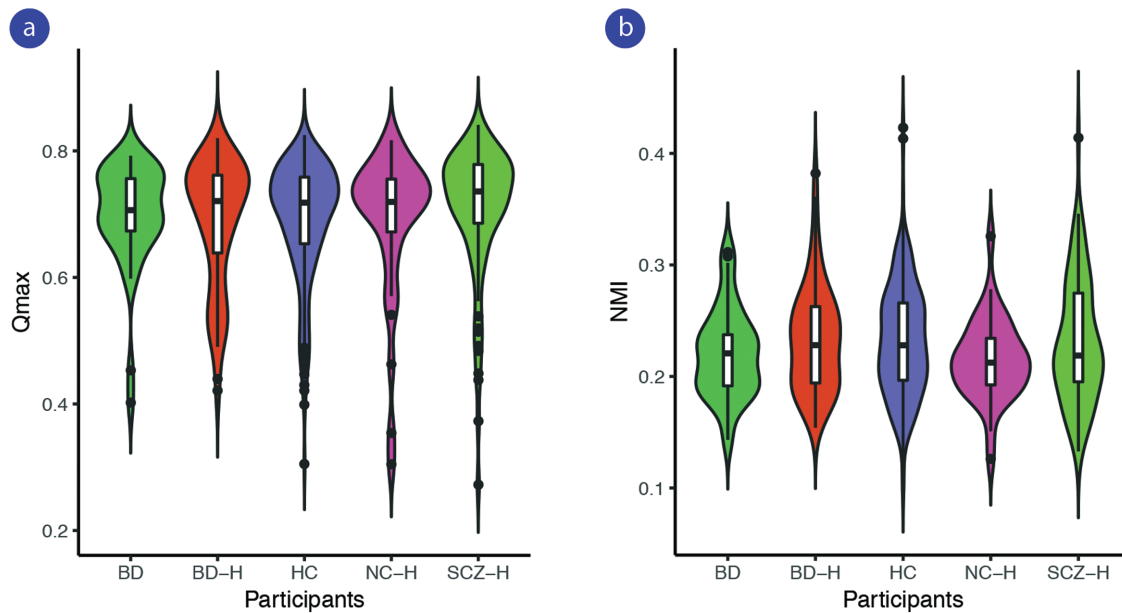 a
Qmax
0.8
0.6
0.4
0.2
BD BD–H HC NC–H SCZ–H
Participants
b
NMI
0.4
0.3
0.2
0.1
BD BD–H HC NC–H SCZ–H
Participants